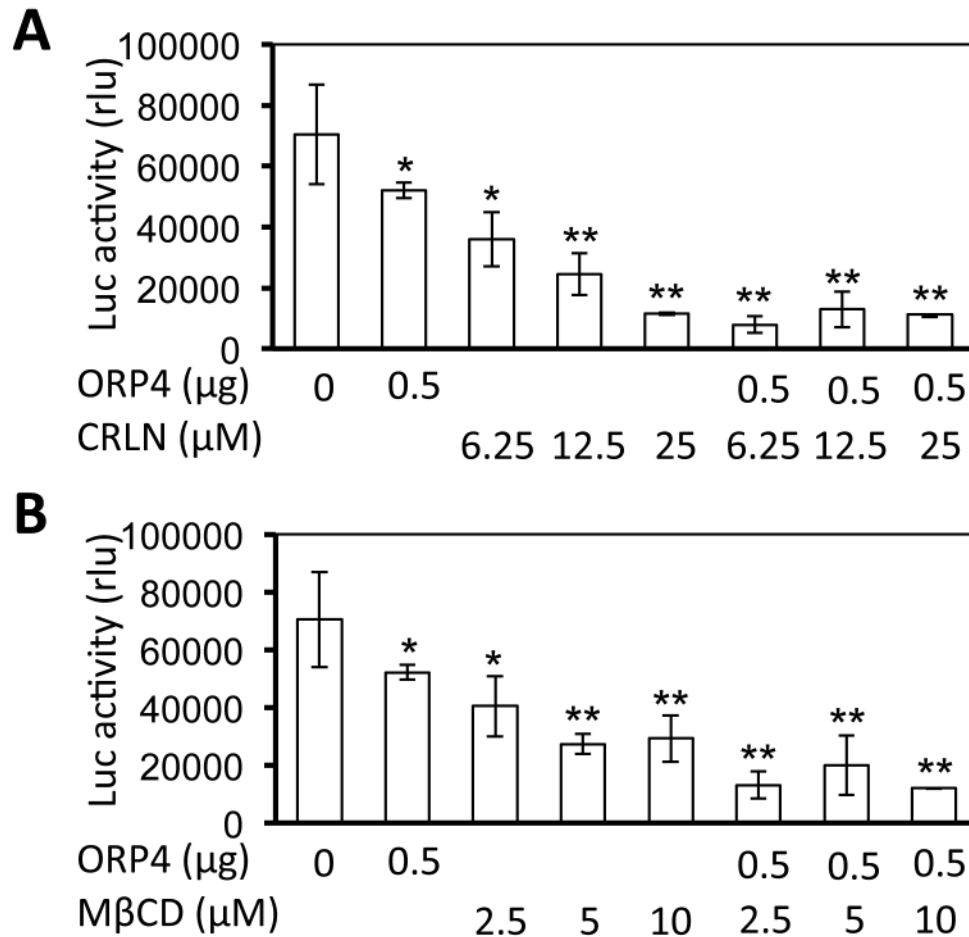 A
Luc activity (rlu)
100000
80000
60000
40000
20000
0
* * ** ** ** ** **
ORP4 (μg) 0 0.5 0.5 0.5 0.5
CRLN (μM) 6.25 12.5 25 6.25 12.5 25
B
Luc activity (rlu)
100000
80000
60000
40000
20000
0
* * ** ** ** ** **
ORP4 (μg) 0 0.5 0.5 0.5 0.5
MβCD (μM) 2.5 5 10 2.5 5 10